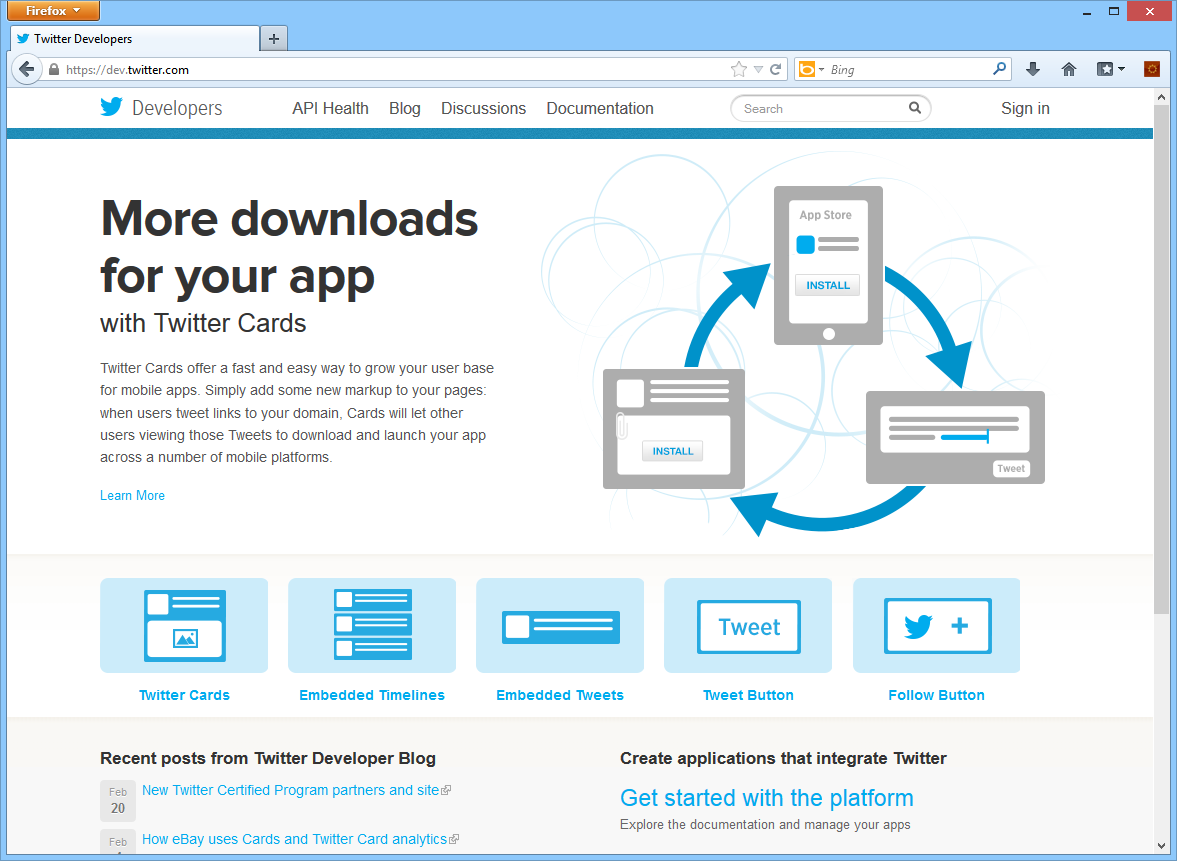 Firefox
Twitter Developers
https://dev.twitter.com
Bing
Developers
API Health
Blog
Discussions
Documentation
Search
Sign in
More downloads
for your app
with Twitter Cards
Twitter Cards offer a fast and easy way to grow your user base
for mobile apps. Simply add some new markup to your pages:
when users tweet links to your domain, Cards will let other
users viewing those Tweets to download and launch your app
across a number of mobile platforms.
Learn More
App Store
INSTALL
INSTALL
Tweet
Tweet
Twitter Cards
Embedded Timelines
Embedded Tweets
Tweet Button
Follow Button
Recent posts from Twitter Developer Blog
Feb
20
New Twitter Certified Program partners and site
Feb
How eBay uses Cards and Twitter Card analytics
Create applications that integrate Twitter
Get started with the platform
Explore the documentation and manage your apps